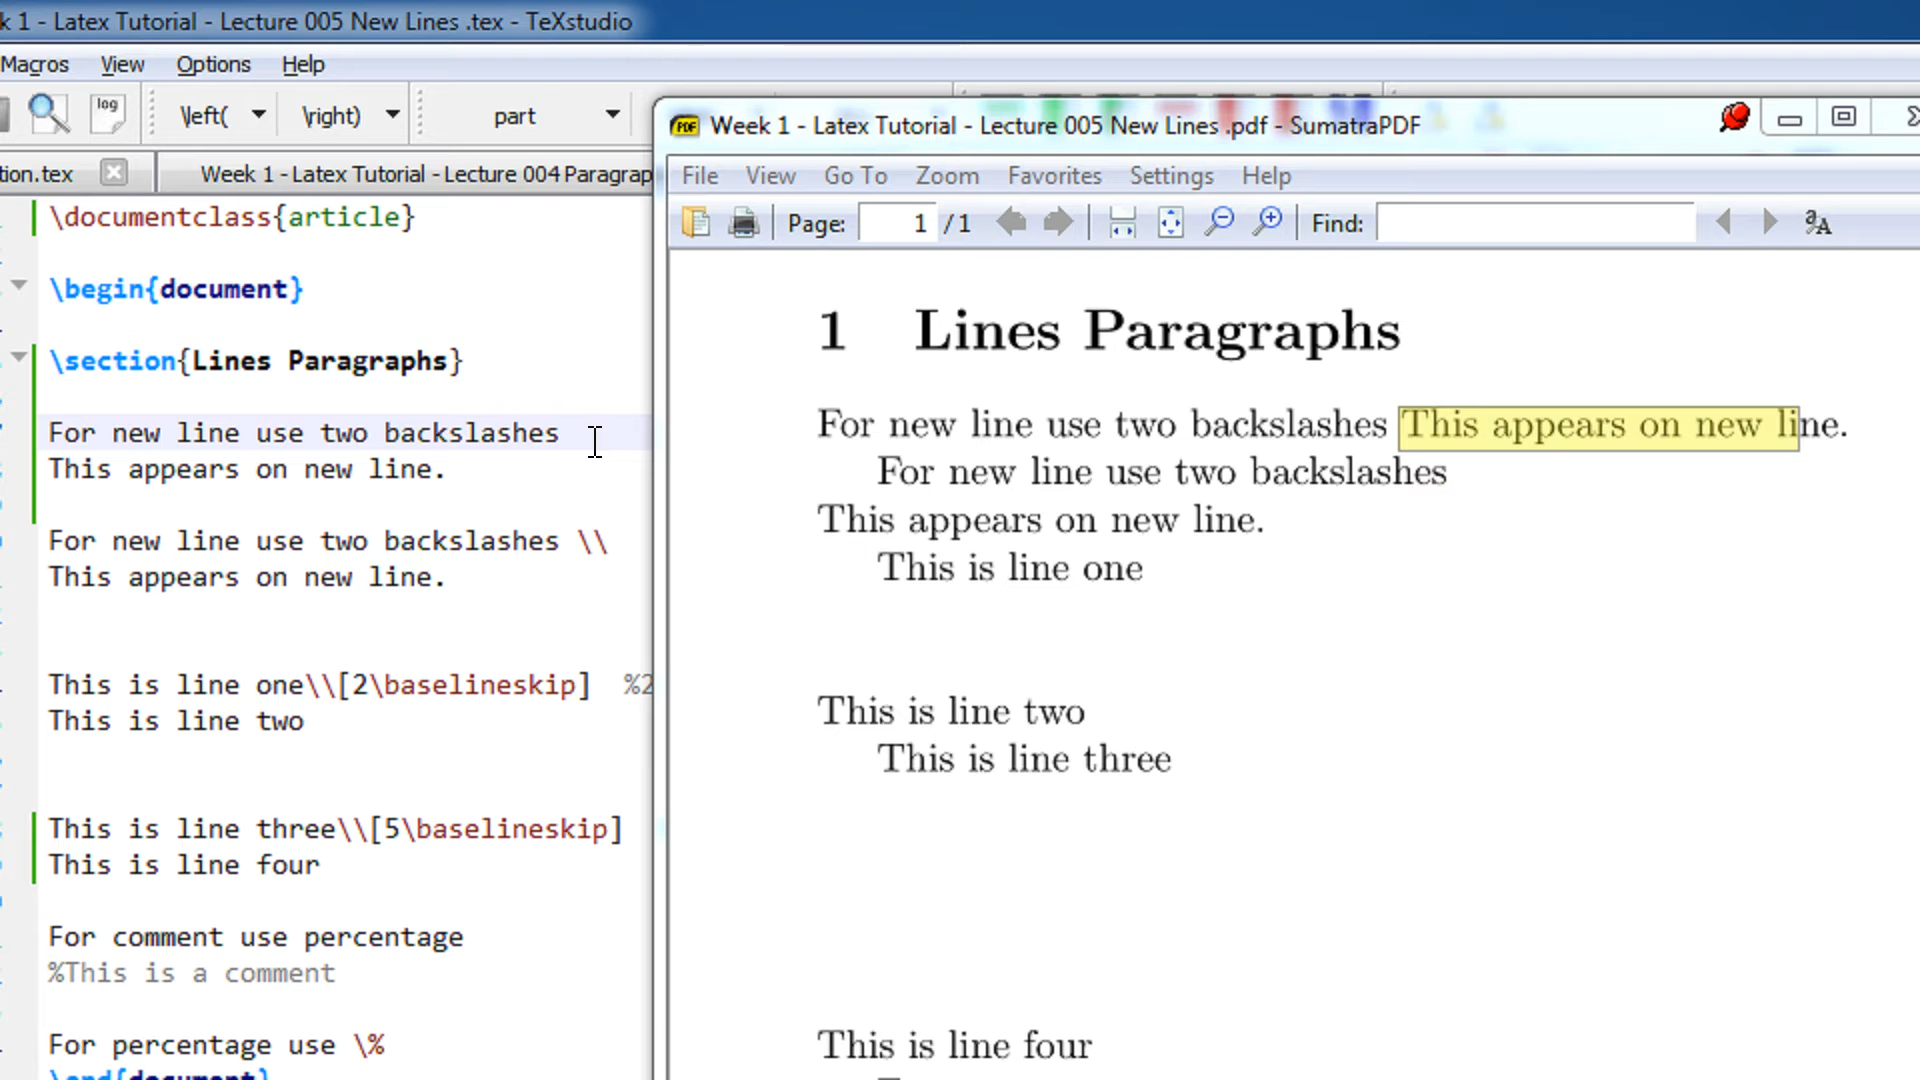 k 1 - Latex Tutorial - Lecture 005 New Lines .tex - TeXstudio
Macros View Options Help
log \left( \right) part
tion.tex Week 1 - Latex Tutorial - Lecture 004 Paragrap
\documentclass{article}
\begin{document}
\section{Lines Paragraphs}
For new line use two backslashes
This appears on new line.
For new line use two backslashes \\
This appears on new line.
This is line one\\[2\baselineskip] %2
This is line two
This is line three\\[5\baselineskip]
This is line four
For comment use percentage
%This is a comment
For percentage use \%
\end{document}
PDF Week 1 - Latex Tutorial - Lecture 005 New Lines .pdf - SumatraPDF
File View Go To Zoom Favorites Settings Help
Page: 1 / 1 Find:
1 Lines Paragraphs
For new line use two backslashes This appears on new line.
For new line use two backslashes
This appears on new line.
This is line one
This is line two
This is line three
This is line four